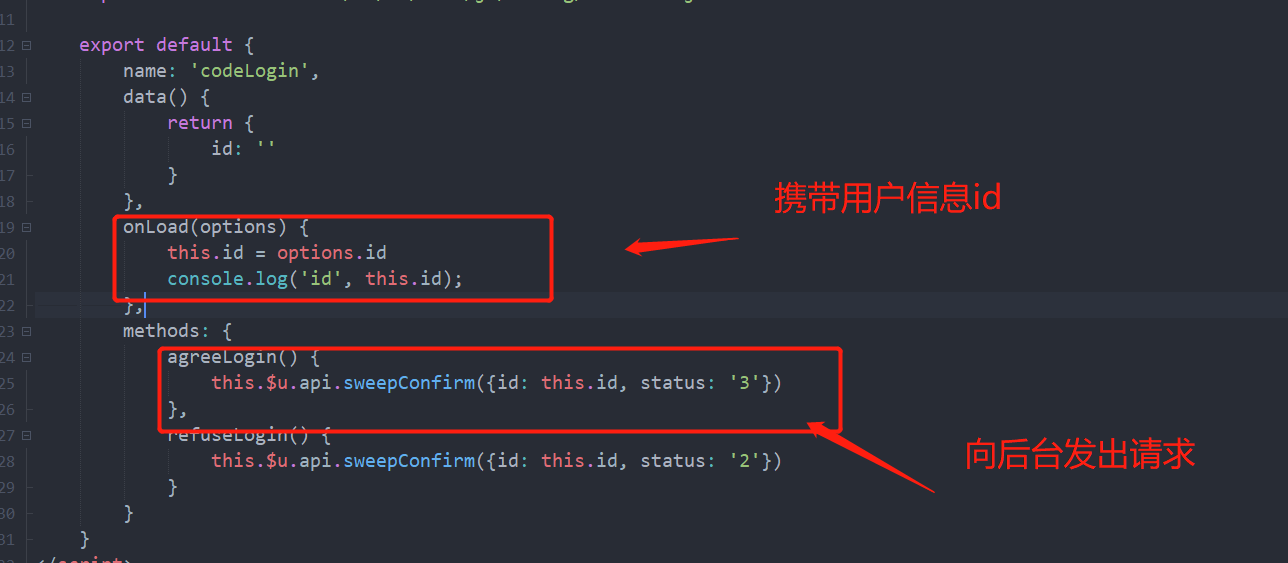 11
12 export default {
13 name: 'codeLogin',
14 data() {
15 return {
16 id: ''
17 }
18 },
携带用户信息id
19 onLoad(options) {
20 this.id = options.id
21 console.log('id', this.id);
22 },
23 methods: {
24 agreeLogin() {
25 this.$u.api.sweepConfirm({id: this.id, status: '3'})
26 },
27 refuseLogin() {
向后台发出请求
28 this.$u.api.sweepConfirm({id: this.id, status: '2'})
29 }
30 }
31 }